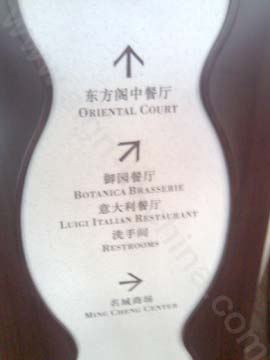 东方阁中餐厅
ORIENTAL COURT
御园餐厅
BOTANICA BRASSERIE
意大利餐厅
LUIGI ITALIAN RESTAURANT
洗手间
RESTROOMS
名城商场
MING CHENG CENTER